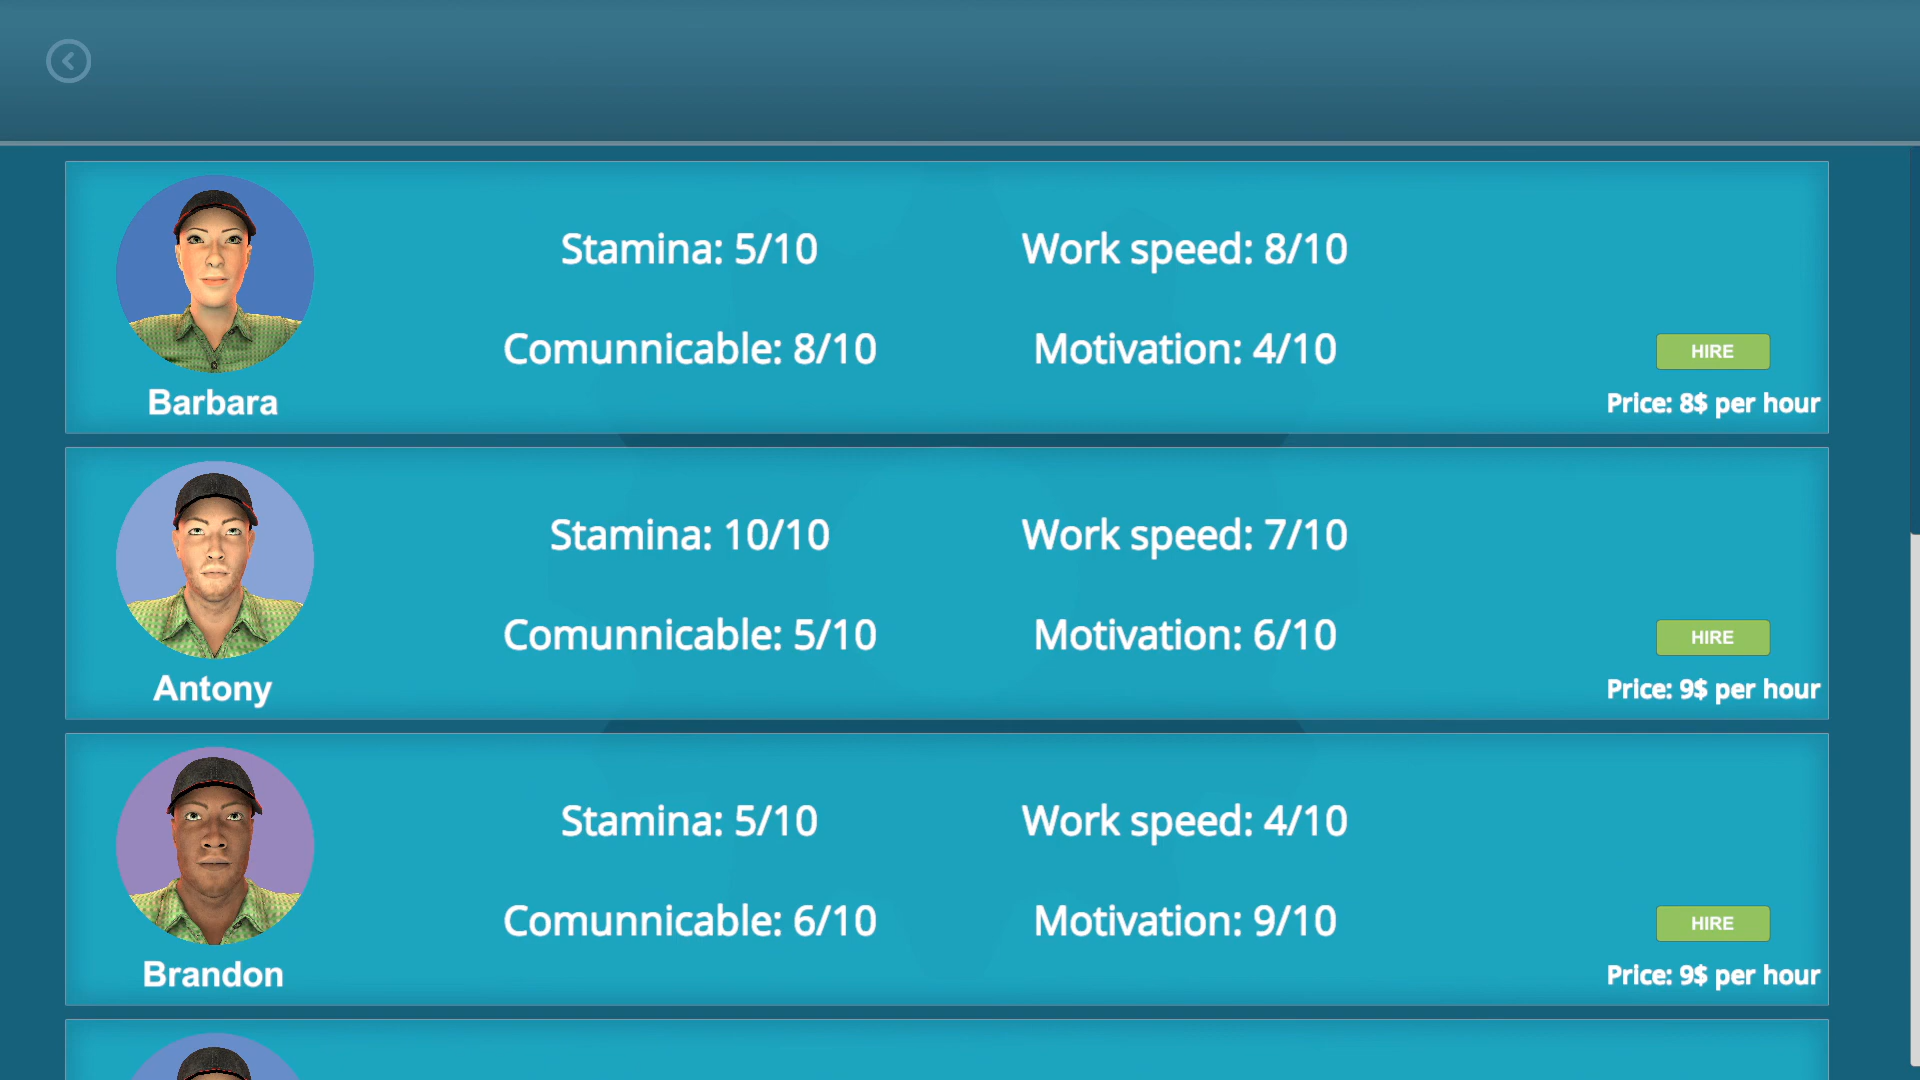 Stamina: 5/10 Work speed: 8/10
Comunnicable: 8/10 Motivation: 4/10
HIRE
Barbara
Price: 8$ per hour
Stamina: 10/10 Work speed: 7/10
Comunnicable: 5/10 Motivation: 6/10
HIRE
Antony
Price: 9$ per hour
Stamina: 5/10 Work speed: 4/10
Comunnicable: 6/10 Motivation: 9/10
HIRE
Brandon
Price: 9$ per hour